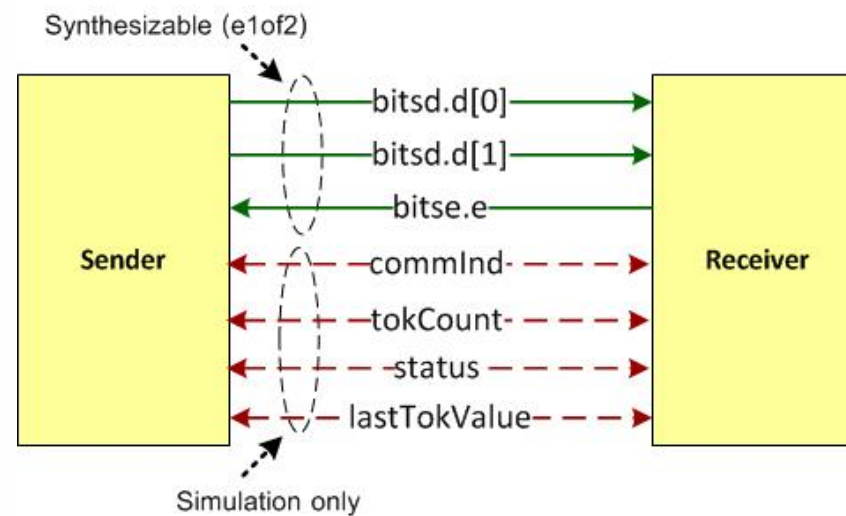 Synthesizable (e1of2)
bitsd.d[0]
bitsd.d[1]
bitse.e
Sender
commInd
Receiver
tokCount
status
lastTokValue
Simulation only